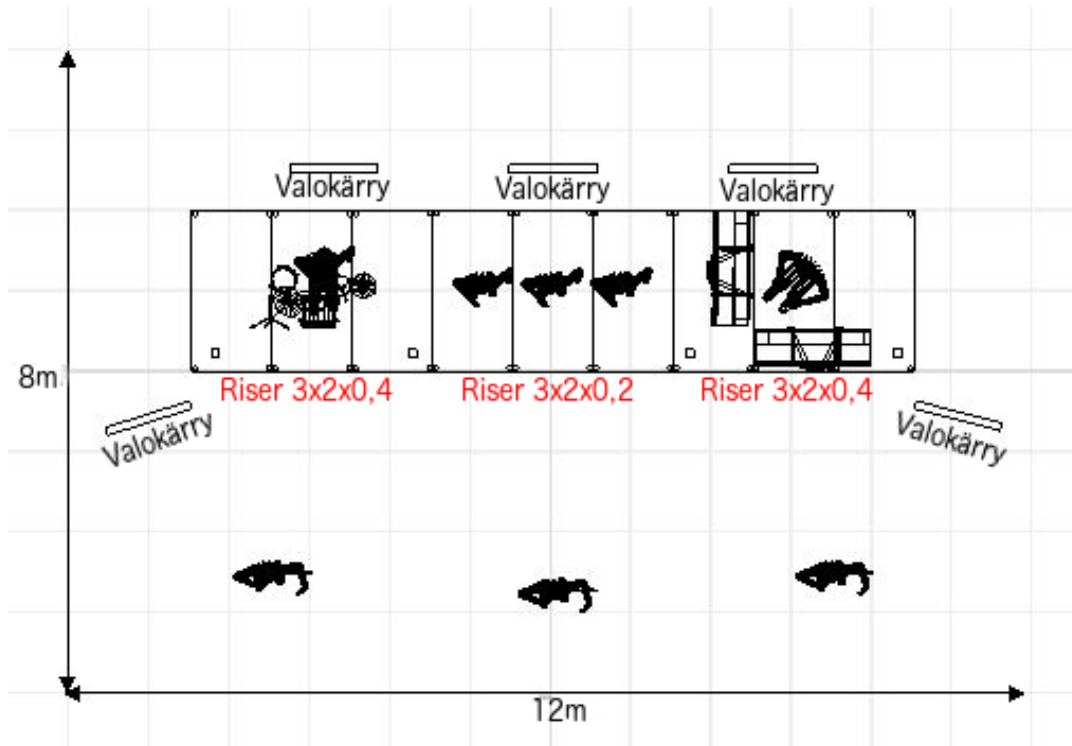 Valokärry
Valokärry
Valokärry
8m
Riser 3x2x0,4
Riser 3x2x0,2
Riser 3x2x0,4
Valokärry
Valokärry
12m